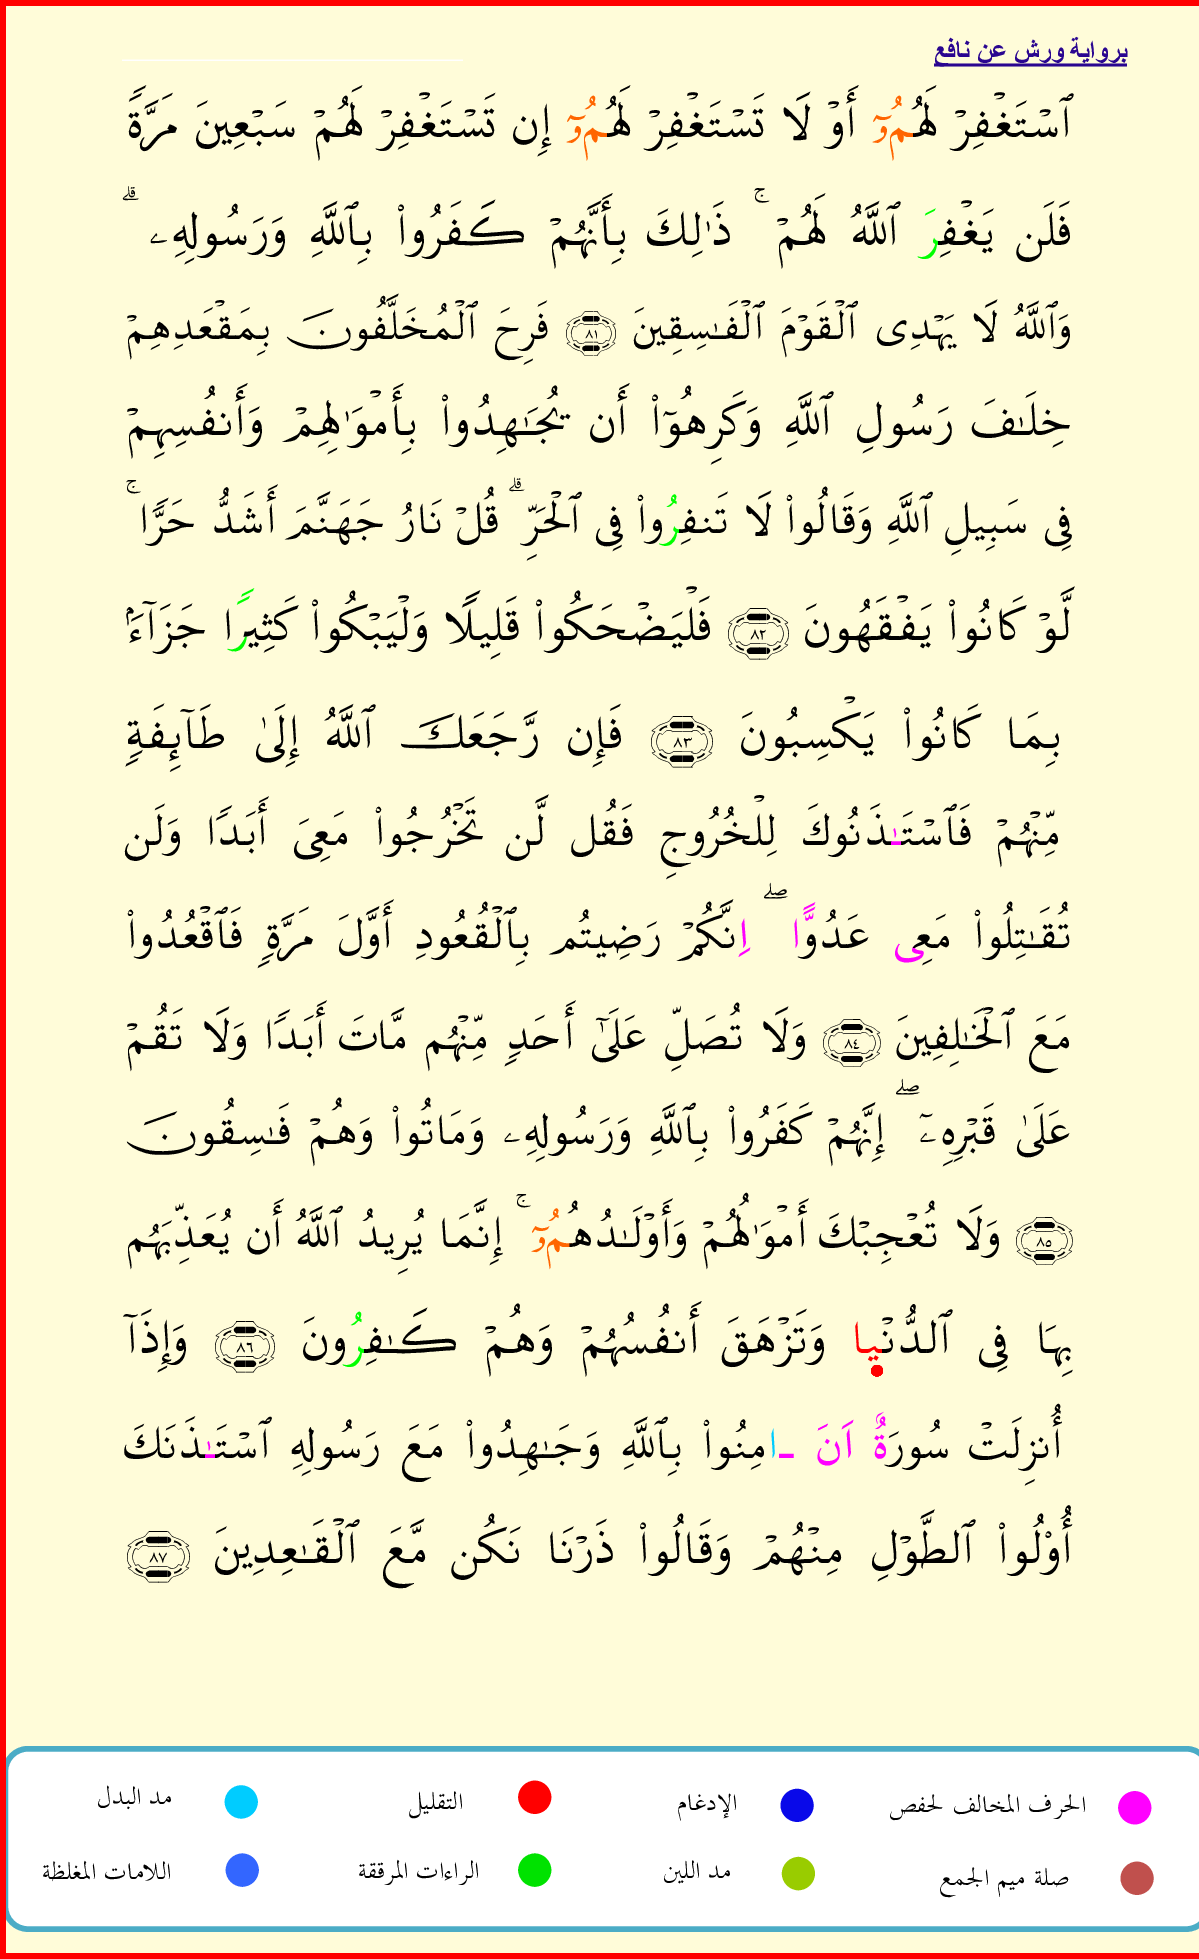 برواية ورش عن نافع
ٱسْتَغْفِرْ لَهُمُۥٓ أَوْ لَا تَسْتَغْفِرْ لَهُمُۥٓ إِن تَسْتَغْفِرْ لَهُمْ سَبْعِينَ مَرَّةً
فَلَن يَغْفِرَ ٱللَّهُ لَهُمْ ۚ ذَٰلِكَ بِأَنَّهُمْ كَفَرُوا۟ بِٱللَّهِ وَرَسُولِهِۦ ۗ
وَٱللَّهُ لَا يَهْدِى ٱلْقَوْمَ ٱلْفَـٰسِقِينَ ٨١ فَرِحَ ٱلْمُخَلَّفُونَ بِمَقْعَدِهِمْ
خِلَـٰفَ رَسُولِ ٱللَّهِ وَكَرِهُوٓا۟ أَن يُجَـٰهِدُوا۟ بِأَمْوَٰلِهِمْ وَأَنفُسِهِمْ
فِى سَبِيلِ ٱللَّهِ وَقَالُوا۟ لَا تَنفِرُوا۟ فِى ٱلْحَرِّ ۗ قُلْ نَارُ جَهَنَّمَ أَشَدُّ حَرًّا ۚ
لَّوْ كَانُوا۟ يَفْقَهُونَ ٨٢ فَلْيَضْحَكُوا۟ قَلِيلًا وَلْيَبْكُوا۟ كَثِيرًا جَزَآءًۢ
بِمَا كَانُوا۟ يَكْسِبُونَ ٨٣ فَإِن رَّجَعَكَ ٱللَّهُ إِلَىٰ طَآئِفَةٍ
مِّنْهُمْ فَٱسْتَـٰذَنُوكَ لِلْخُرُوجِ فَقُل لَّن تَخْرُجُوا۟ مَعِىَ أَبَدًا وَلَن
تُقَـٰتِلُوا۟ مَعِى عَدُوًّا ۖ اِنَّكُمْ رَضِيتُم بِٱلْقُعُودِ أَوَّلَ مَرَّةٍ فَٱقْعُدُوا۟
مَعَ ٱلْخَـٰلِفِينَ ٨٤ وَلَا تُصَلِّ عَلَىٰٓ أَحَدٍ مِّنْهُم مَّاتَ أَبَدًا وَلَا تَقُمْ
عَلَىٰ قَبْرِهِۦٓ ۖ إِنَّهُمْ كَفَرُوا۟ بِٱللَّهِ وَرَسُولِهِۦ وَمَاتُوا۟ وَهُمْ فَـٰسِقُونَ
٨٥ وَلَا تُعْجِبْكَ أَمْوَٰلُهُمْ وَأَوْلَـٰدُهُمُۥٓ ۚ إِنَّمَا يُرِيدُ ٱللَّهُ أَن يُعَذِّبَهُم
بِهَا فِى ٱلدُّنْيا وَتَزْهَقَ أَنفُسُهُمْ وَهُمْ كَـٰفِرُونَ ٨٦ وَإِذَآ
أُنزِلَتْ سُورَةٌ اَنَ ـامِنُوا۟ بِٱللَّهِ وَجَـٰهِدُوا۟ مَعَ رَسُولِهِ ٱسْتَـٰذَنَكَ
أُو۟لُوا۟ ٱلطَّوْلِ مِنْهُمْ وَقَالُوا۟ ذَرْنَا نَكُن مَّعَ ٱلْقَـٰعِدِينَ ٨٧
الحرف المخالف لحفص الإدغام التقليل مد البدل
صلة ميم الجمع مد اللين الراءات المرققة اللامات المغلظة